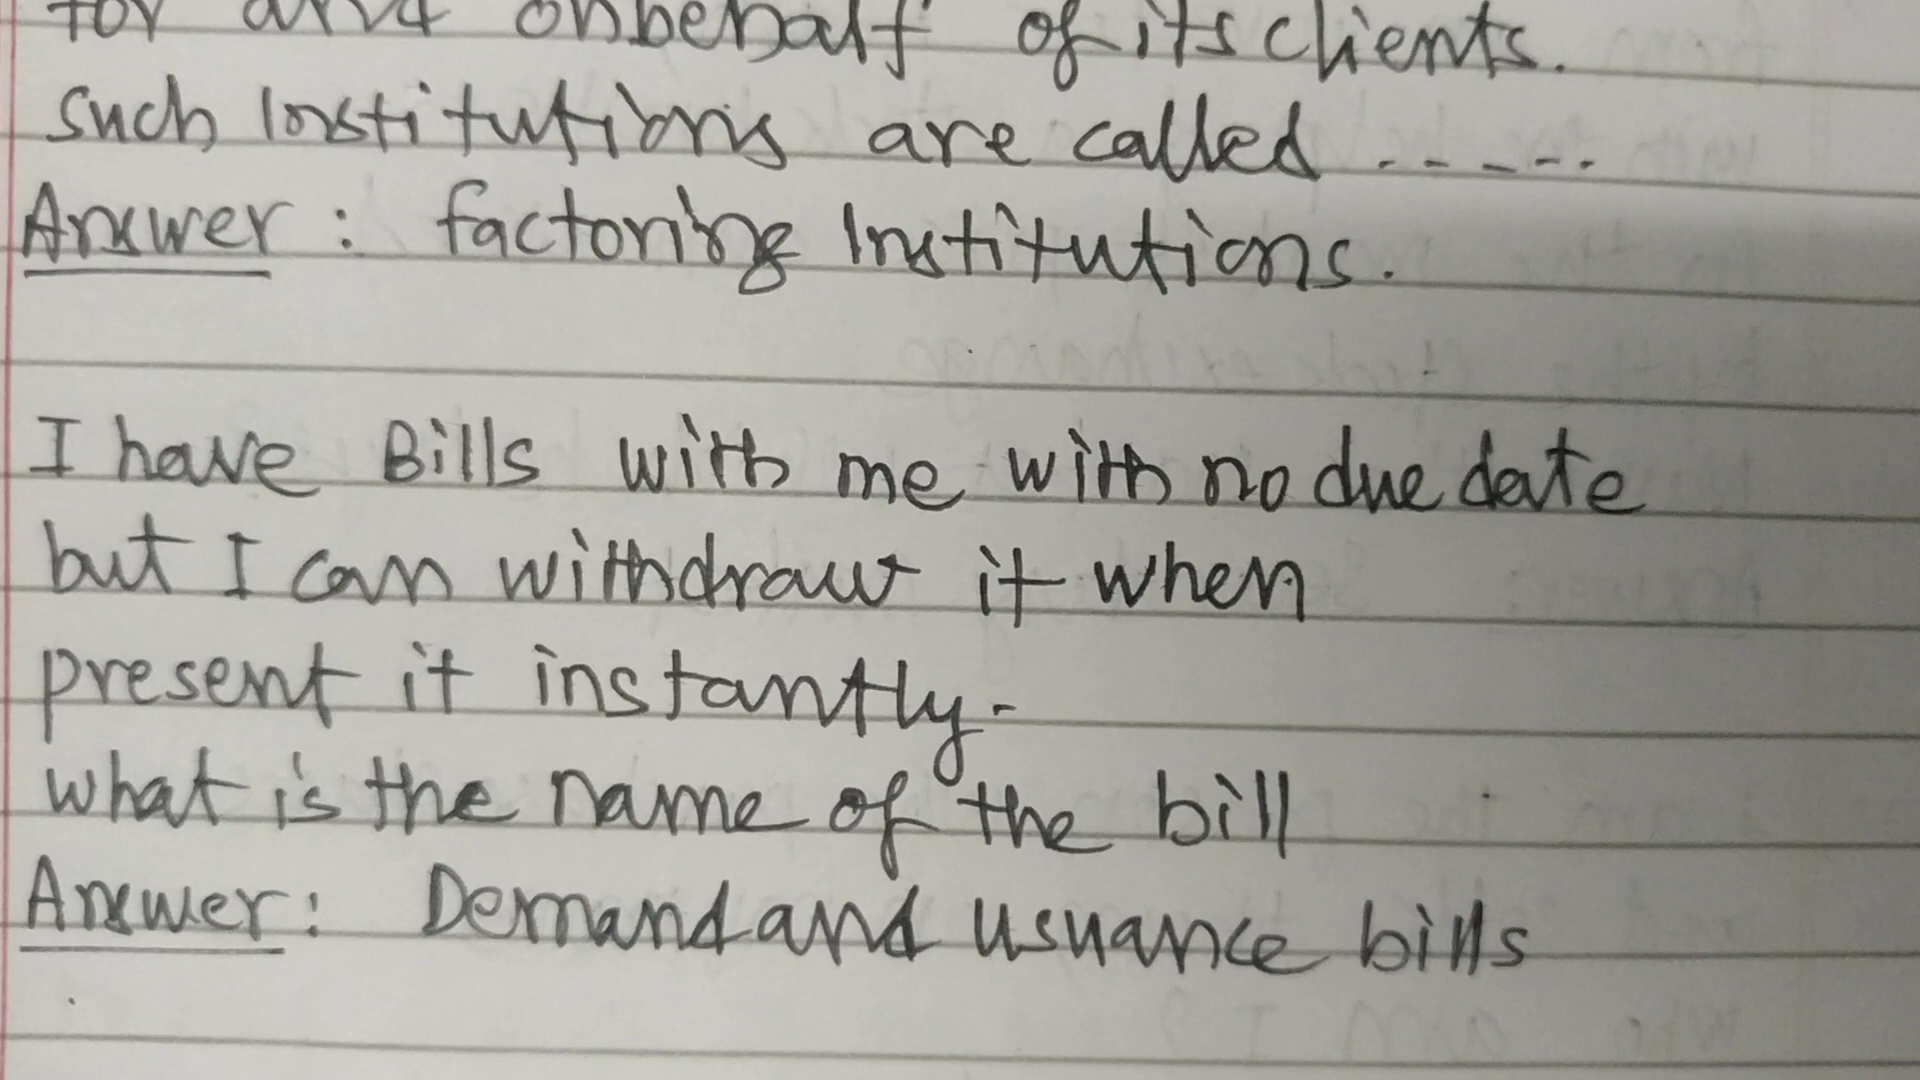 for and onbehalf of its clients.
such Institutions are called ......
Answer : factoring Institutions.
I have Bills with me with no due date
but I can withdraw it when
present it instantly.
what is the name of the bill
Answer : Demand and usuance bills